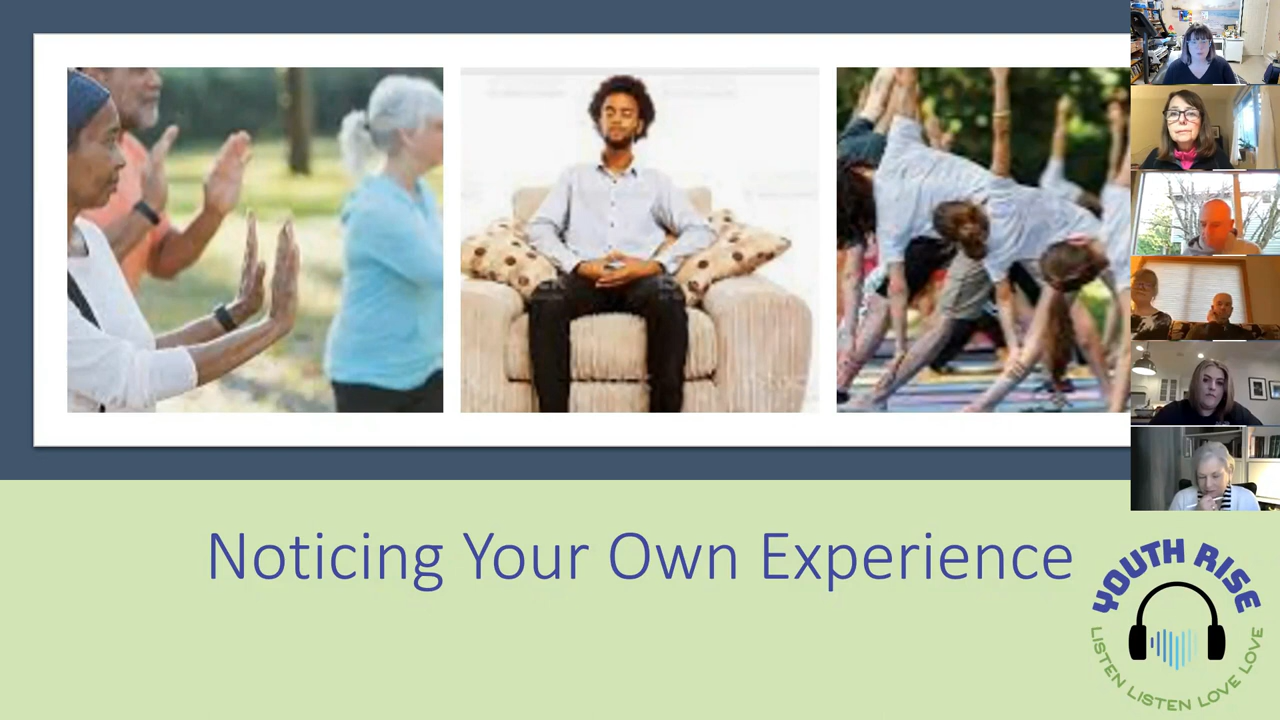 Noticing Your Own Experience
YOUTH RISE
LISTEN LISTEN LOVE LOVE